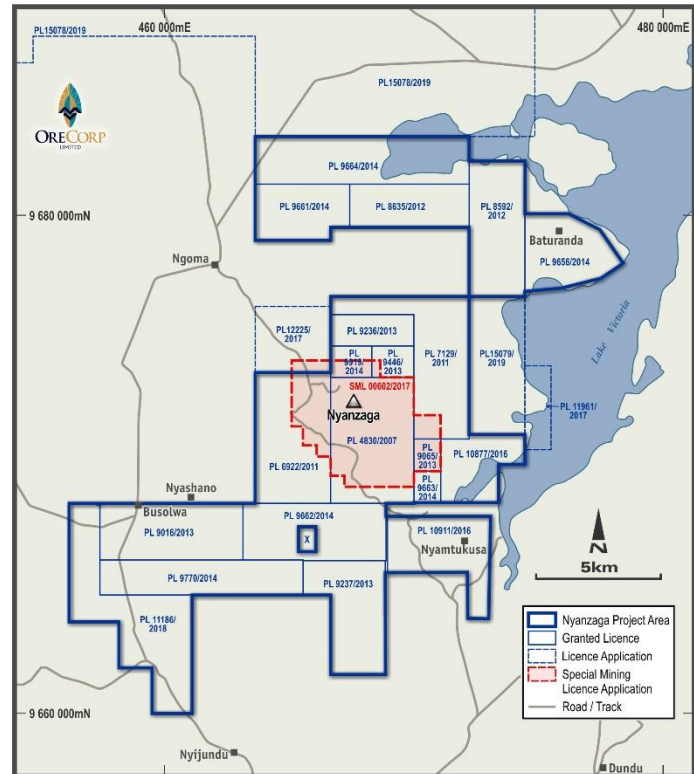 460 000mE
480 000mE
PL15078/2019
PL15078/2019
ORECORP
LIMITED
PL 9664/2014
PL 9661/2014
PL 8635/2012
PL 8592/
2012
9 680 000mN
Baturanda
PL 9656/2014
Ngoma
Lake Victoria
PL12225/
2017
PL 9236/2013
PL
2014
PL
9446/
2013
PL 7129/
2011
PL15079/
2019
SML 00602/2017
Nyanzaga
PL 11961/
2017
PL 4830/2007
PL
9065/
2013
PL 10877/2016
PL 6922/2011
PL
9663/
2014
Nyashano
Busolwa
PL 9662/2014
PL 9016/2013
X
PL 10911/2016
Nyamtukusa
N
5km
PL 9770/2014
PL 9237/2013
PL 11186/
2018
Nyanzaga Project Area
Granted Licence
Licence Application
Special Mining
Licence Application
Road / Track
9 660 000mN
Nyijundu
Dundu